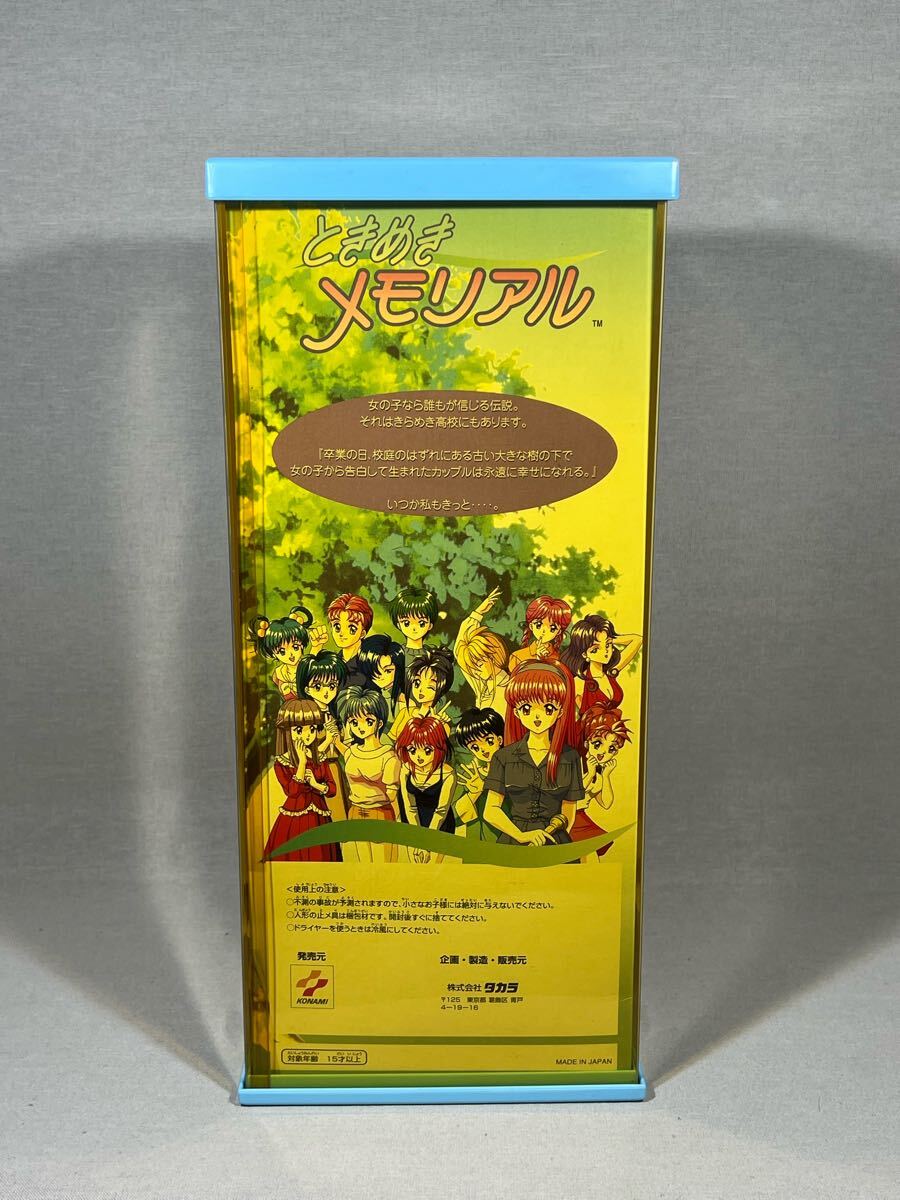 ときめき
メモリアル
TM
女の子なら誰もが信じる伝説。
それはきらめき高校にもあります。
『卒業の日、校庭のはずれにある古い大きな樹の下で
女の子から告白して生まれたカップルは永遠に幸せになれる。』
いつか私もきっと‥‥。
<使用上の注意>
○不測の事故が予測されますので、小さなお子様には絶対に与えないでください。
○人形の止メ具は梱包材です。開封後すぐに捨ててください。
○ドライヤーを使うときは冷風にしてください。
発売元
企画・製造・販売元
KONAMI
株式会社 タカラ
〒125 東京都 葛飾区 青戸
4-19-16
対象年齢 15才以上
MADE IN JAPAN